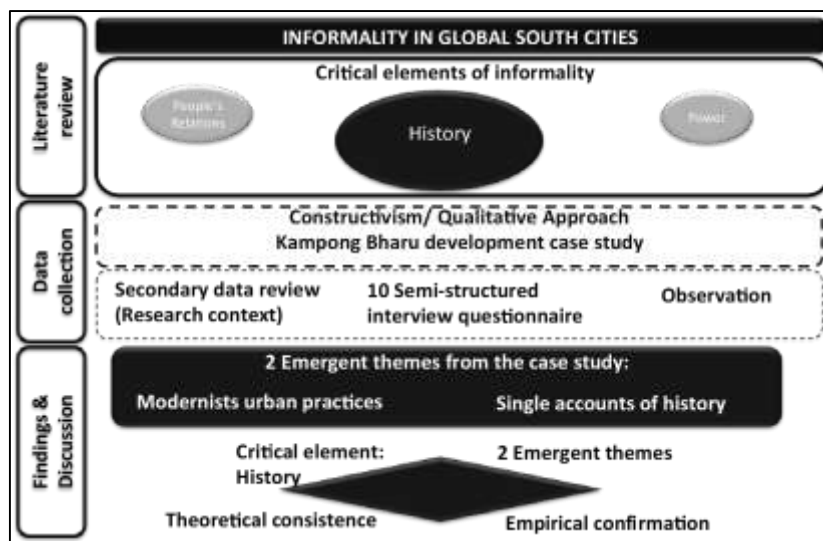 Literature review
INFORMALITY IN GLOBAL SOUTH CITIES
Critical elements of informality
People's Relations
History
Power
Data collection
Constructivism/ Qualitative Approach
Kampong Bharu development case study
Secondary data review
(Research context)
10 Semi-structured
interview questionnaire
Observation
Findings & Discussion
2 Emergent themes from the case study:
Modernists urban practices
Single accounts of history
Critical element:
History
2 Emergent themes
Theoretical consistence
Empirical confirmation